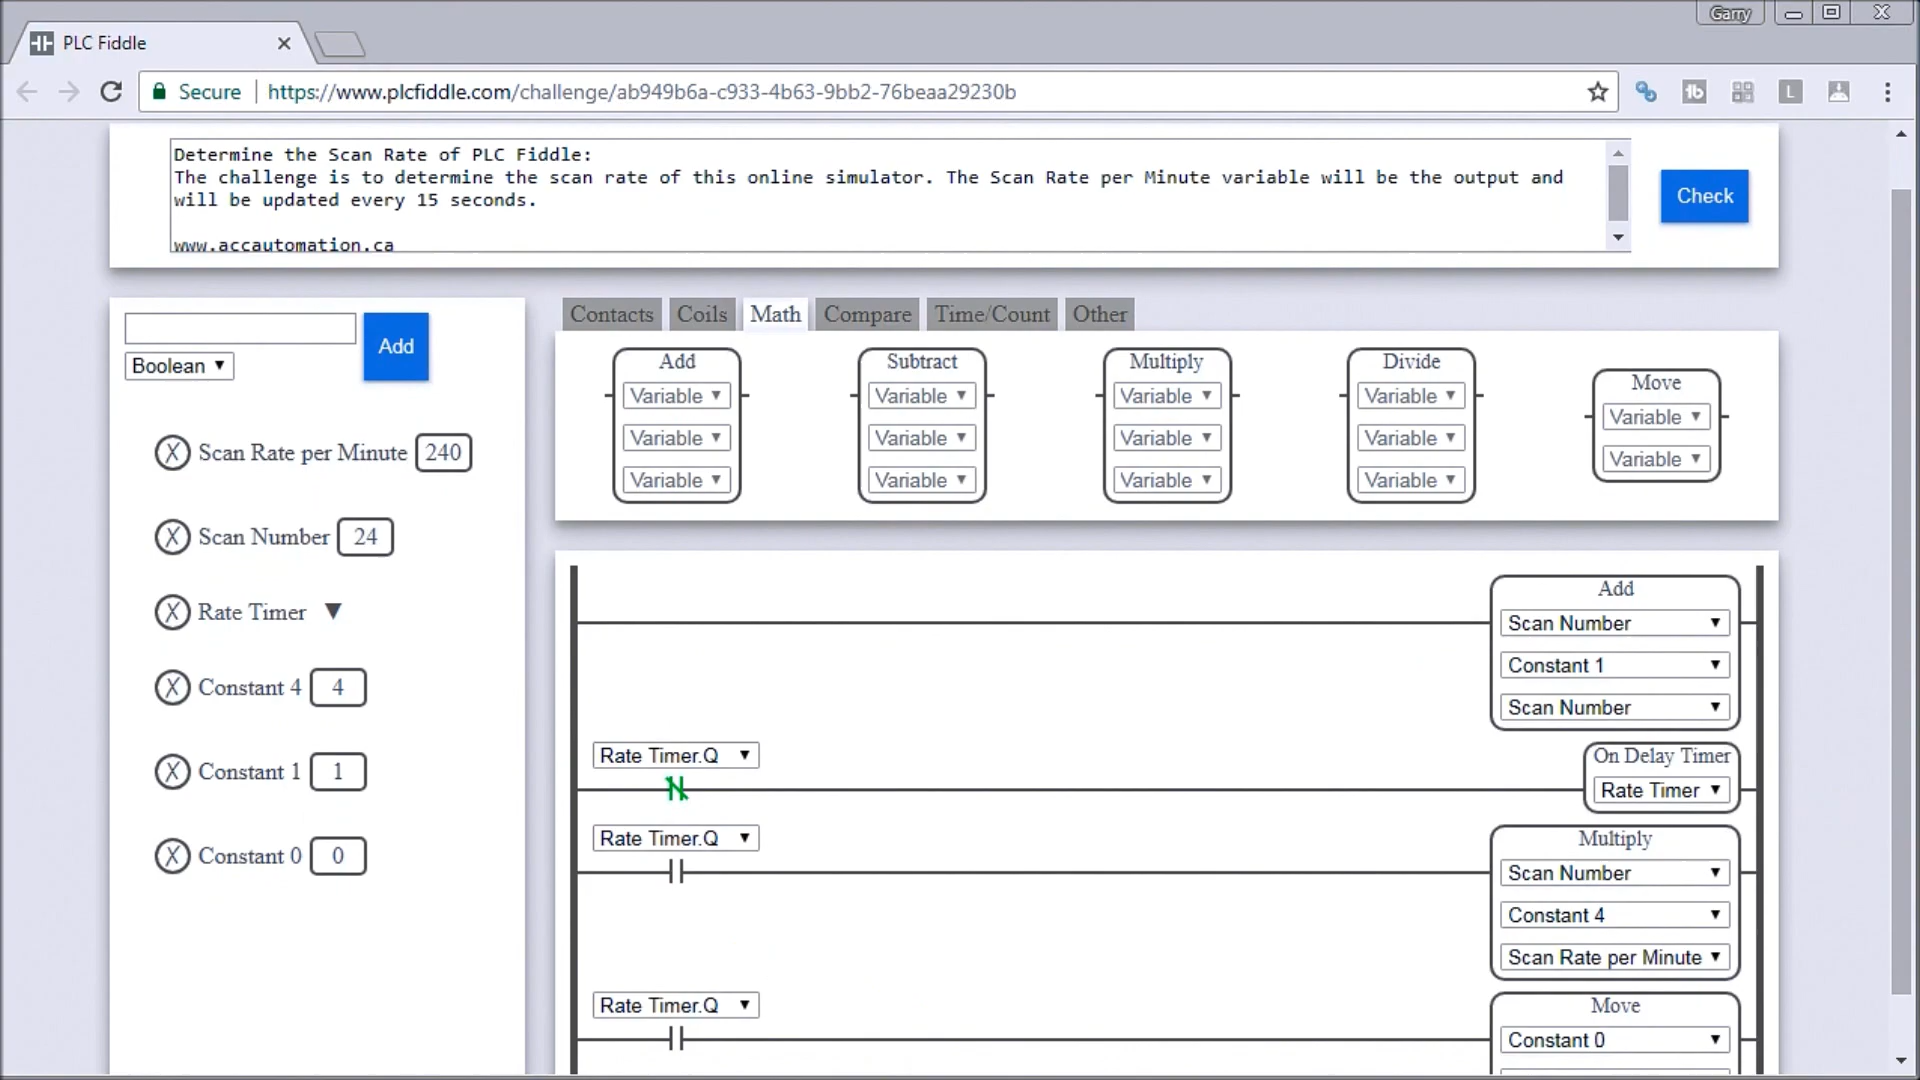 Garry
PLC Fiddle
Secure
https://www.plcfiddle.com/challenge/ab949b6a-c933-4b63-9bb2-76beaa29230b
Determine the Scan Rate of PLC Fiddle:
The challenge is to determine the scan rate of this online simulator. The Scan Rate per Minute variable will be the output and
will be updated every 15 seconds.
www.accautomation.ca
Check
Boolean
Add
X Scan Rate per Minute 240
X Scan Number 24
X Rate Timer
X Constant 4 4
X Constant 1 1
X Constant 0 0
Contacts Coils Math Compare Time/Count Other
Add
Variable
Variable
Variable
Subtract
Variable
Variable
Variable
Multiply
Variable
Variable
Variable
Divide
Variable
Variable
Variable
Move
Variable
Variable
Add
Scan Number
Constant 1
Scan Number
Rate Timer.Q
On Delay Timer
Rate Timer
Rate Timer.Q
Multiply
Scan Number
Constant 4
Scan Rate per Minute
Rate Timer.Q
Move
Constant 0